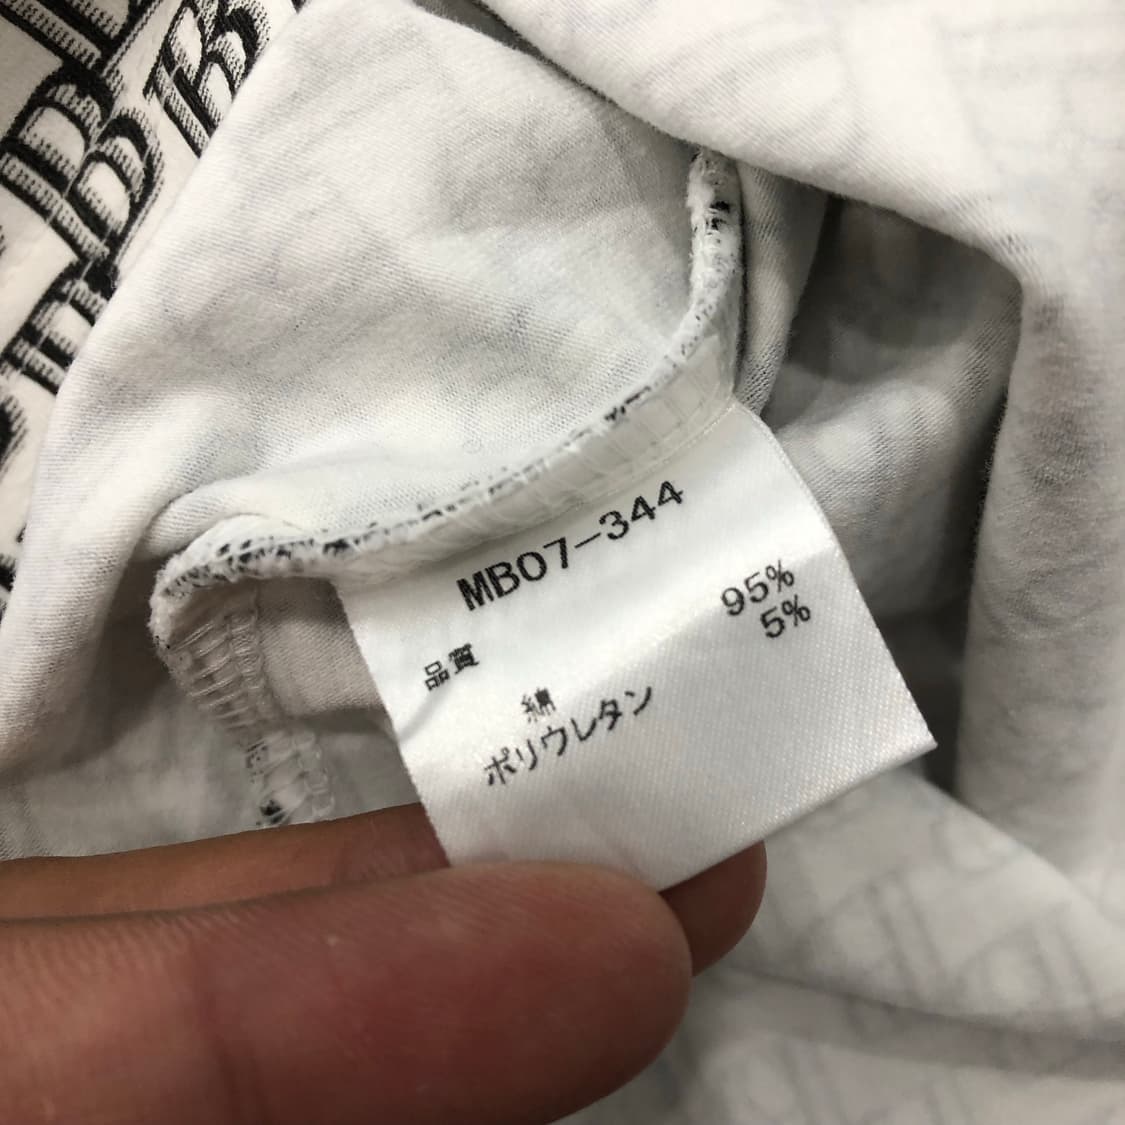 MB07-344
品質
綿 95%
ポリウレタン 5%